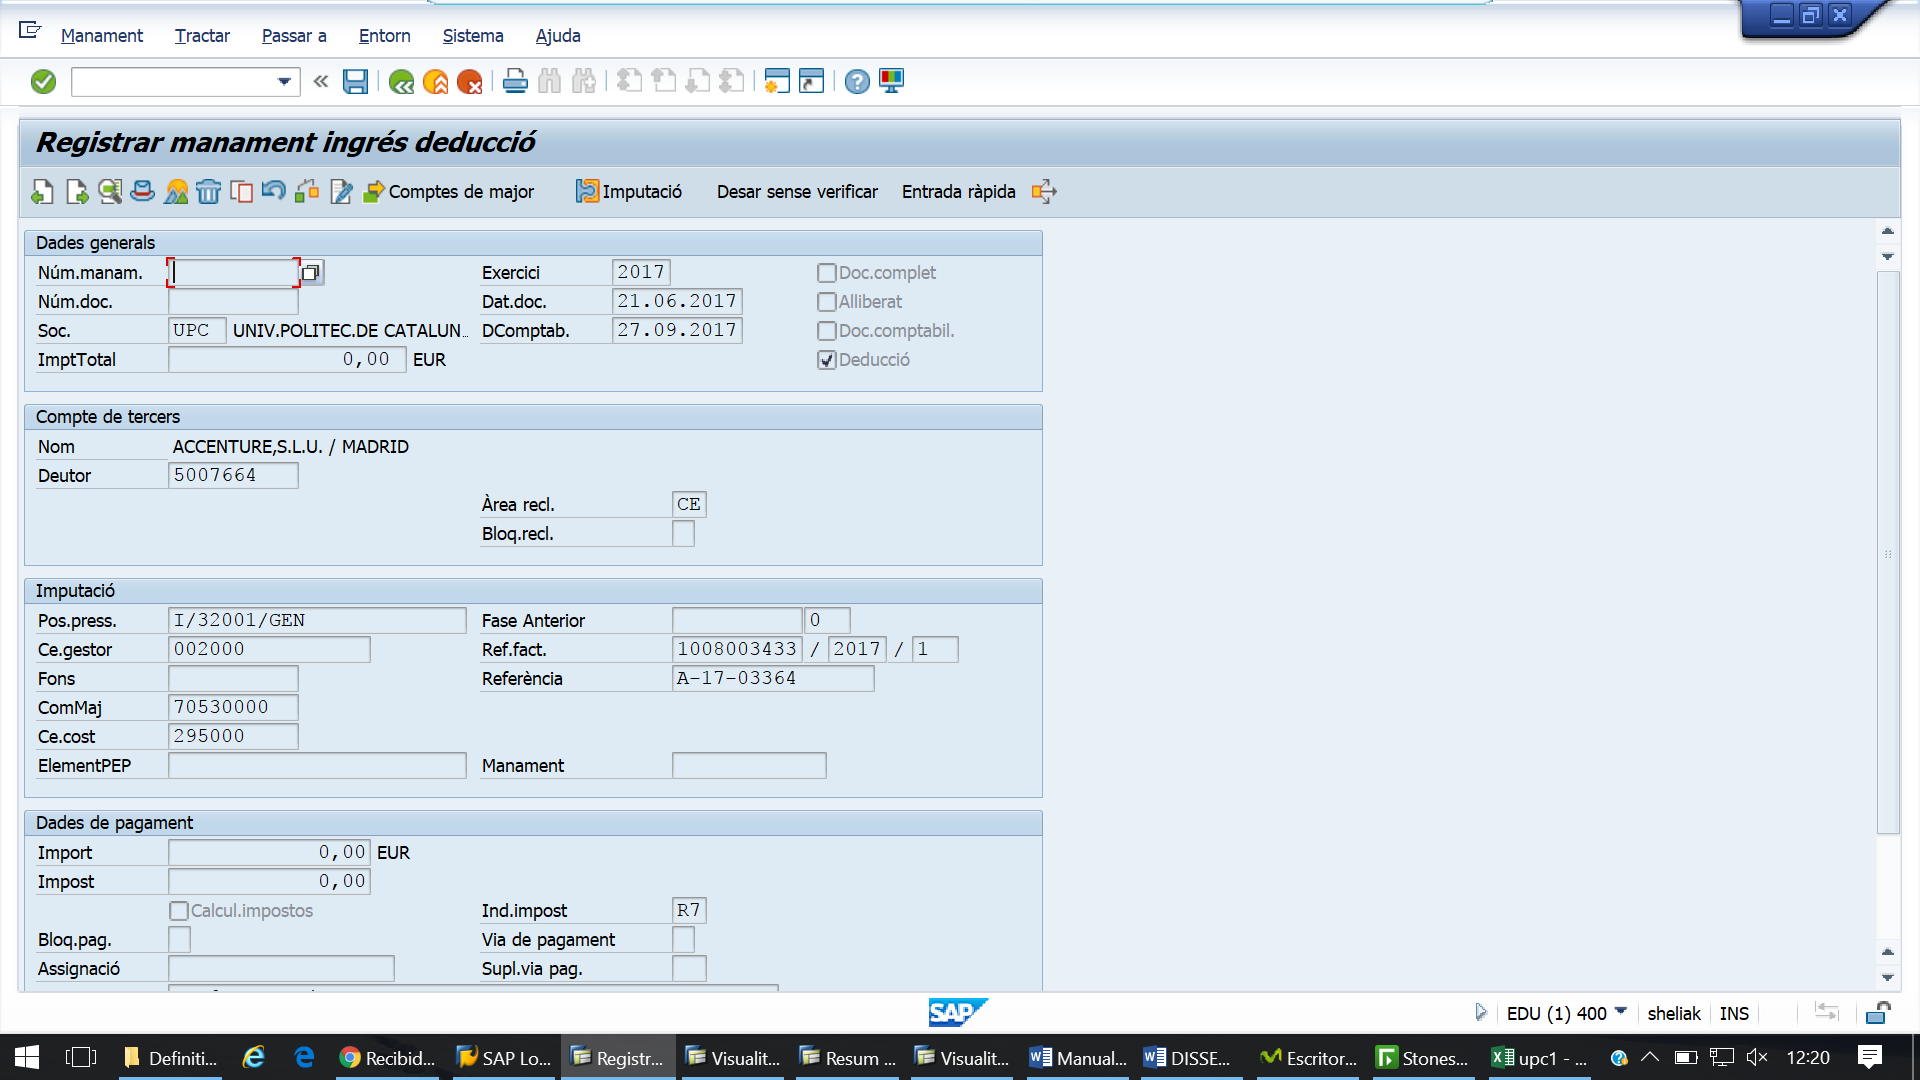 Manament Tractar Passar a Entorn Sistema Ajuda
Registrar manament ingrés deducció
Comptes de major Imputació Desar sense verificar Entrada ràpida
Dades generals
Núm.manam. Exercici 2017 Doc.complet
Núm.doc. Dat.doc. 21.06.2017 Alliberat
Soc. UPC UNIV.POLITEC.DE CATALUN... DComptab. 27.09.2017 Doc.comptabil.
ImptTotal 0,00 EUR Deducció
Compte de tercers
Nom ACCENTURE,S.L.U. / MADRID
Deutor 5007664
Àrea recl. CE
Bloq.recl.
Imputació
Pos.press. I/32001/GEN Fase Anterior 0
Ce.gestor 002000 Ref.fact. 1008003433 / 2017 / 1
Fons Referència A-17-03364
ComMaj 70530000
Ce.cost 295000
ElementPEP Manament
Dades de pagament
Import 0,00 EUR
Impost 0,00
Calcul.impostos Ind.impost R7
Bloq.pag. Via de pagament
Assignació Supl.via pag.
SAP EDU (1) 400 sheliak INS
Definiti... Recibid... SAP Lo... Registr... Visualit... Resum ... Visualit... Manual... DISSE... Escritor... Stones... upc1 - ... 12:20